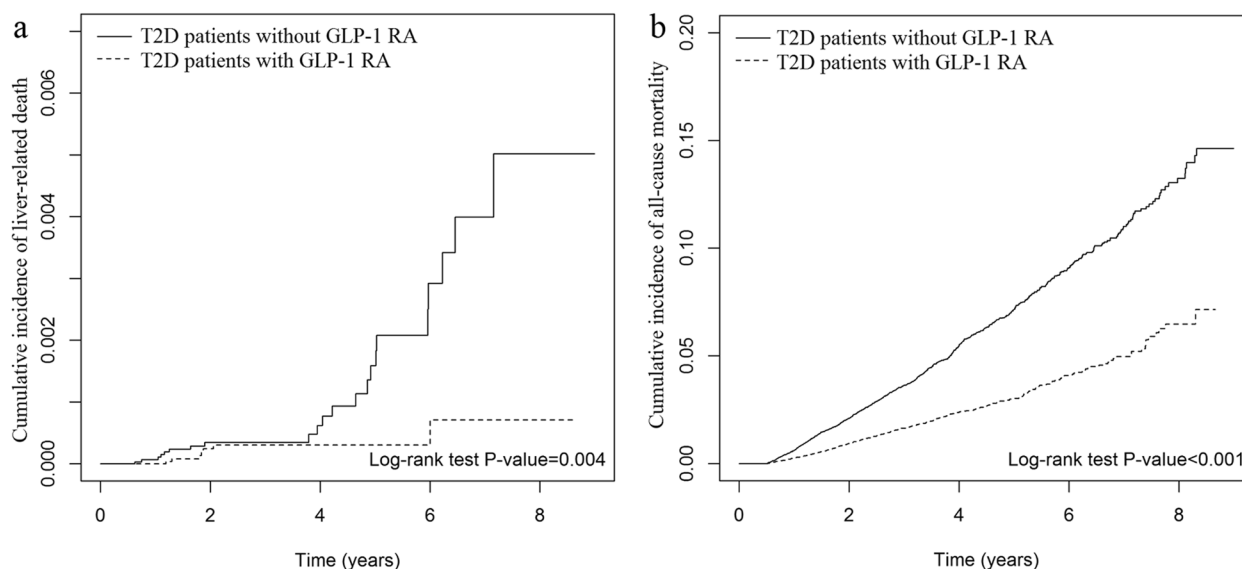 a
T2D patients without GLP-1 RA
T2D patients with GLP-1 RA
Cumulative incidence of liver-related death
0.006
0.004
0.002
0.000
Log-rank test P-value=0.004
0 2 4 6 8
Time (years)
b
T2D patients without GLP-1 RA
T2D patients with GLP-1 RA
Cumulative incidence of all-cause mortality
0.20
0.15
0.10
0.05
0.00
Log-rank test P-value<0.001
0 2 4 6 8
Time (years)